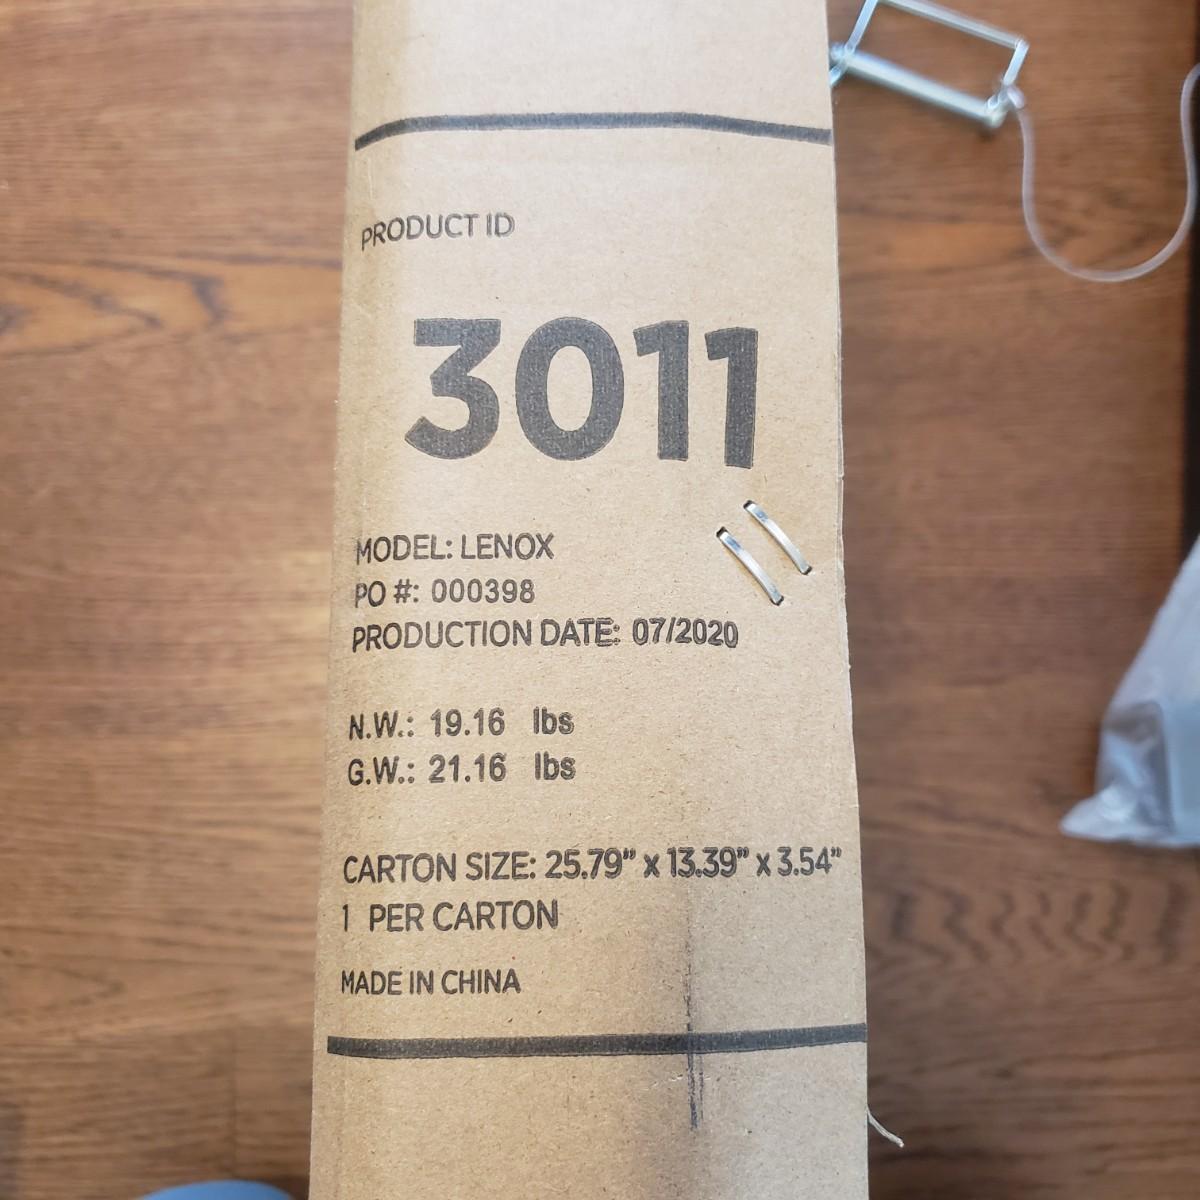 PRODUCT ID
3011
MODEL: LENOX
PO #: 000398
PRODUCTION DATE: 07/2020
N.W.: 19.16 lbs
G.W.: 21.16 lbs
CARTON SIZE: 25.79” x 13.39” x 3.54”
1 PER CARTON
MADE IN CHINA